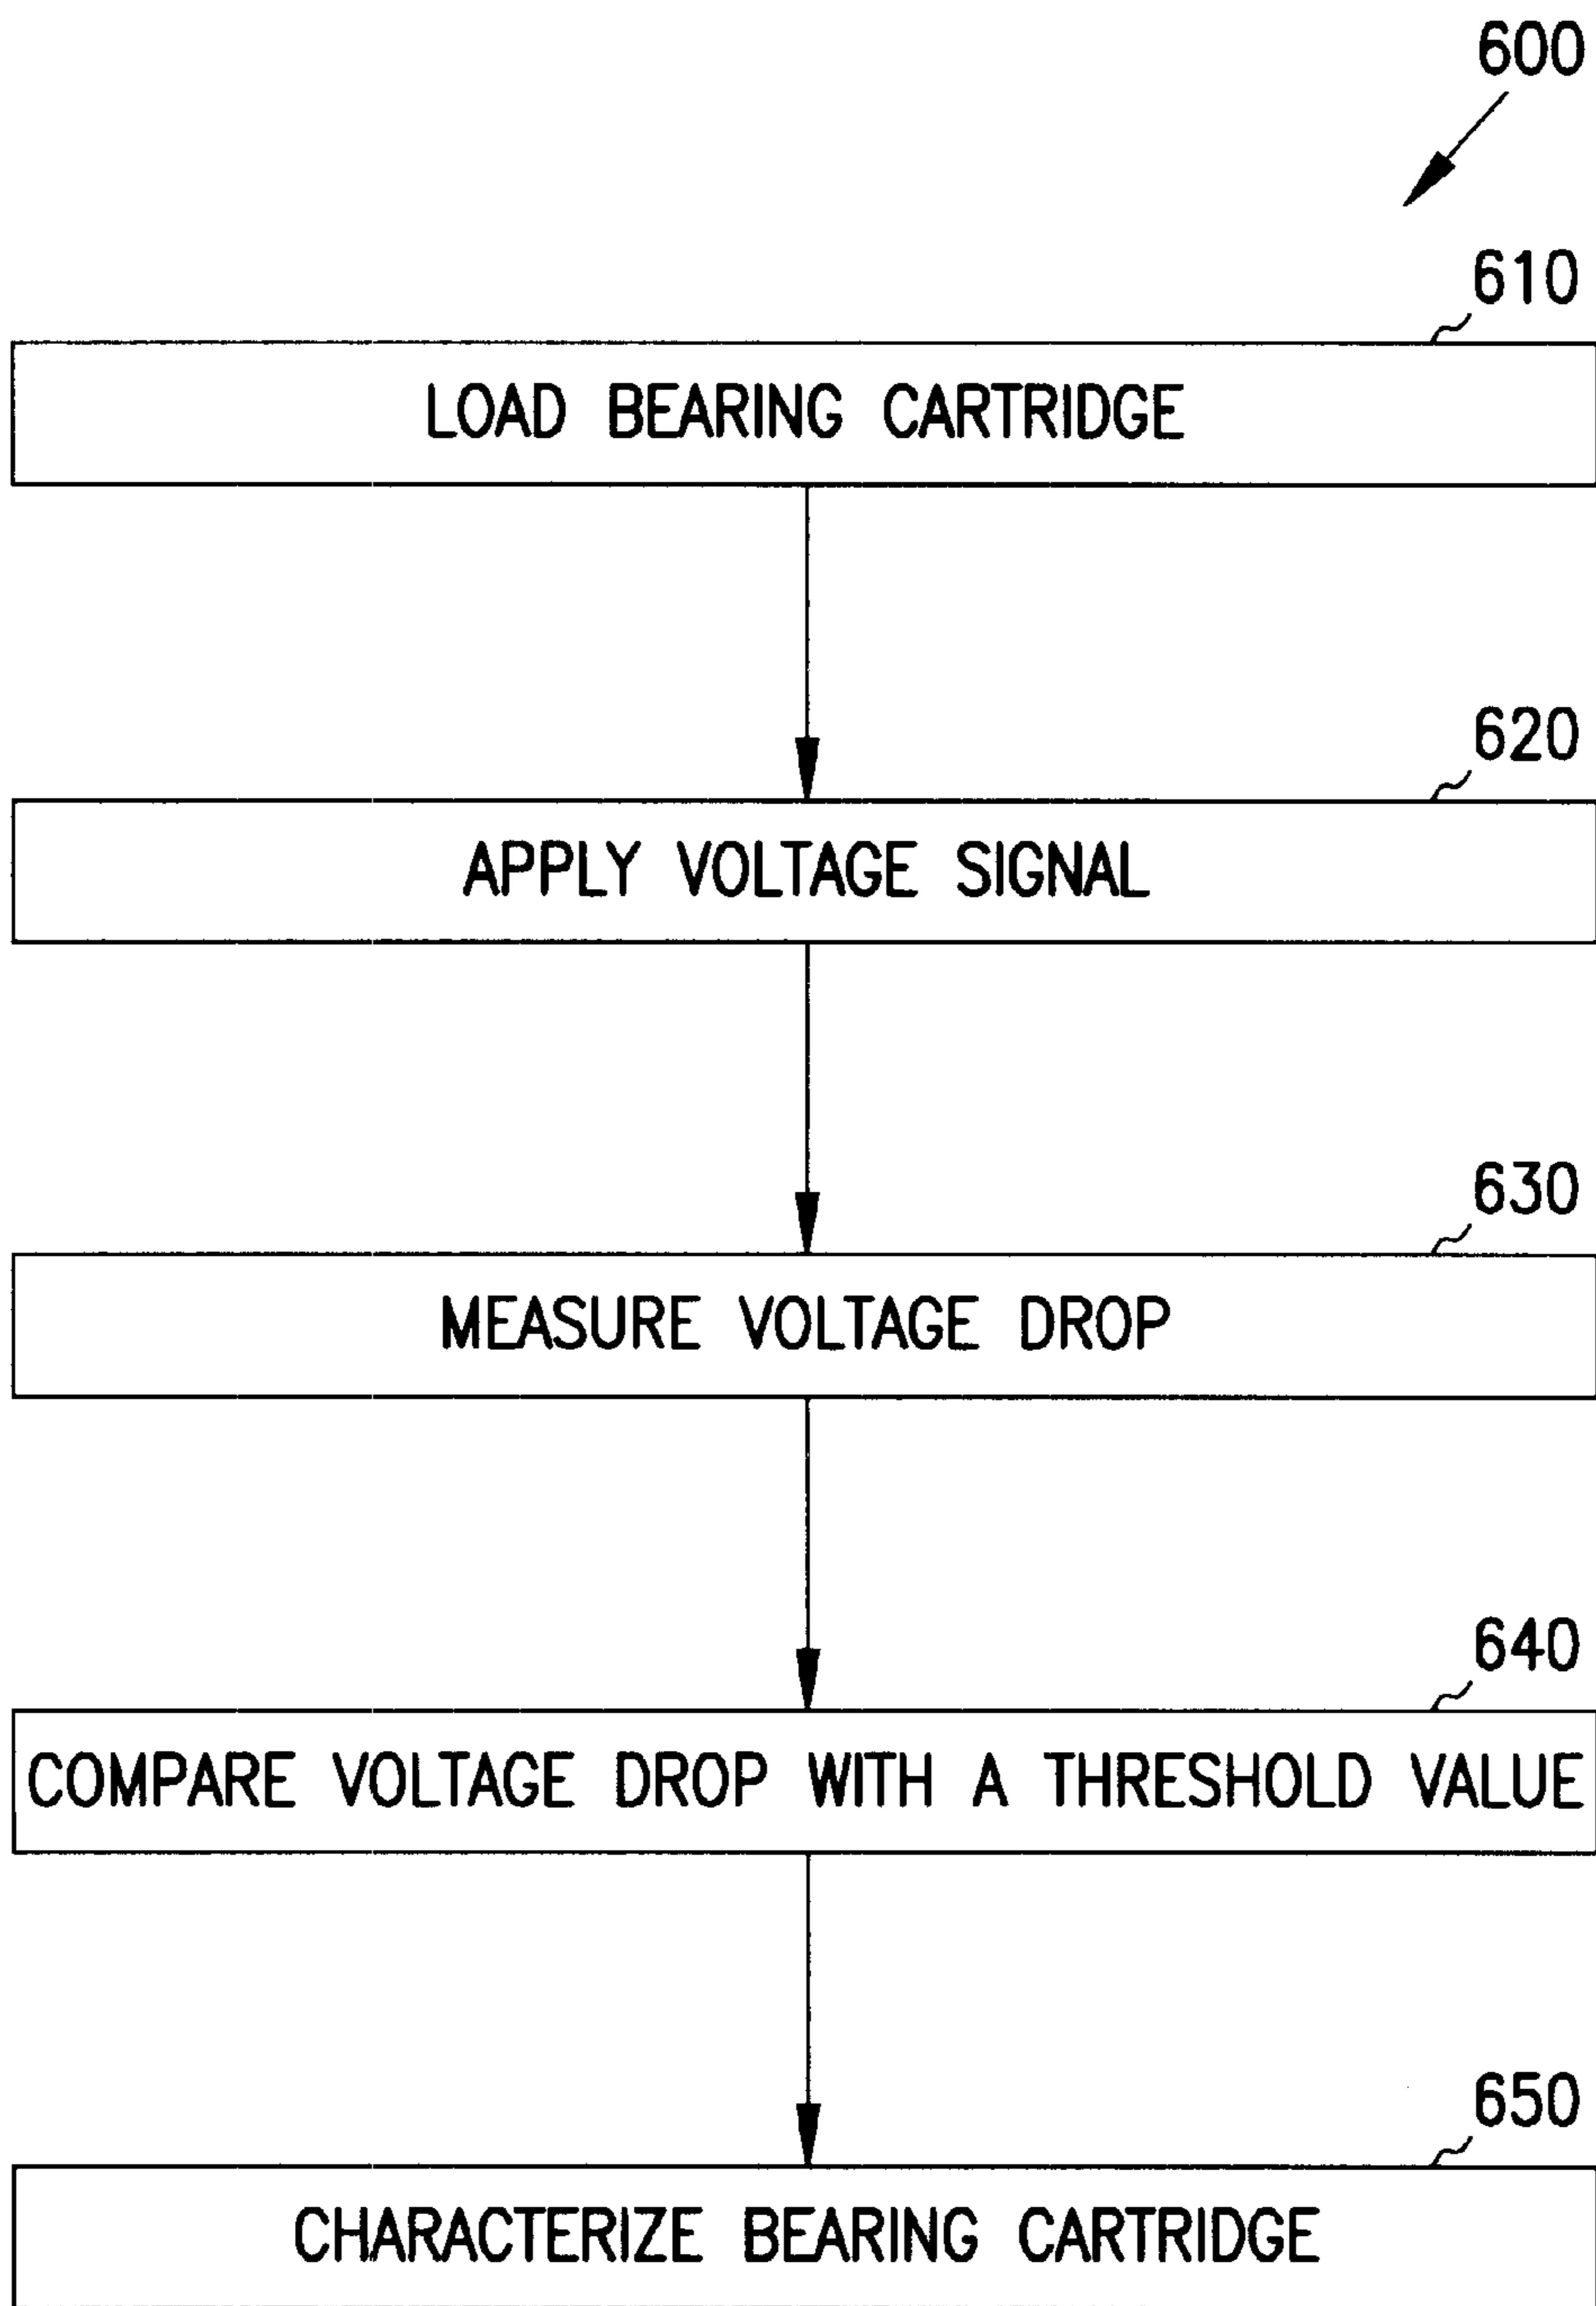 600
610
LOAD BEARING CARTRIDGE
620
APPLY VOLTAGE SIGNAL
630
MEASURE VOLTAGE DROP
640
COMPARE VOLTAGE DROP WITH A THRESHOLD VALUE
650
CHARACTERIZE BEARING CARTRIDGE